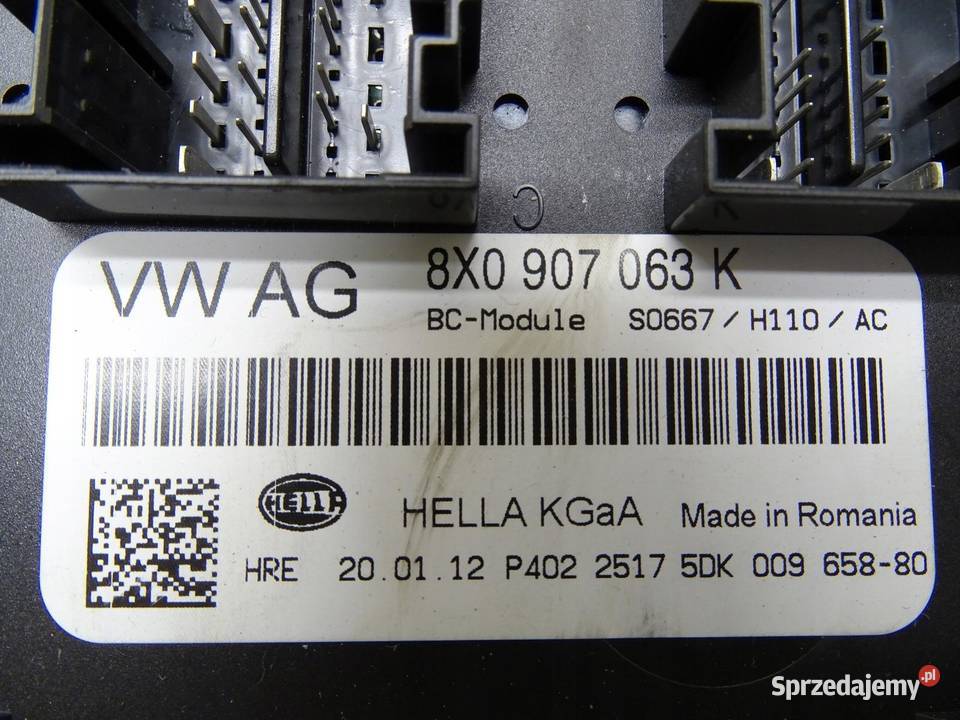 C
VW AG
8X0 907 063 K
BC-Module S0667/H110/AC
HELLA
HELLA KGaA Made in Romania
HRE 20.01.12 P402 2517 5DK 009 658-80
Sprzedajemy.pl